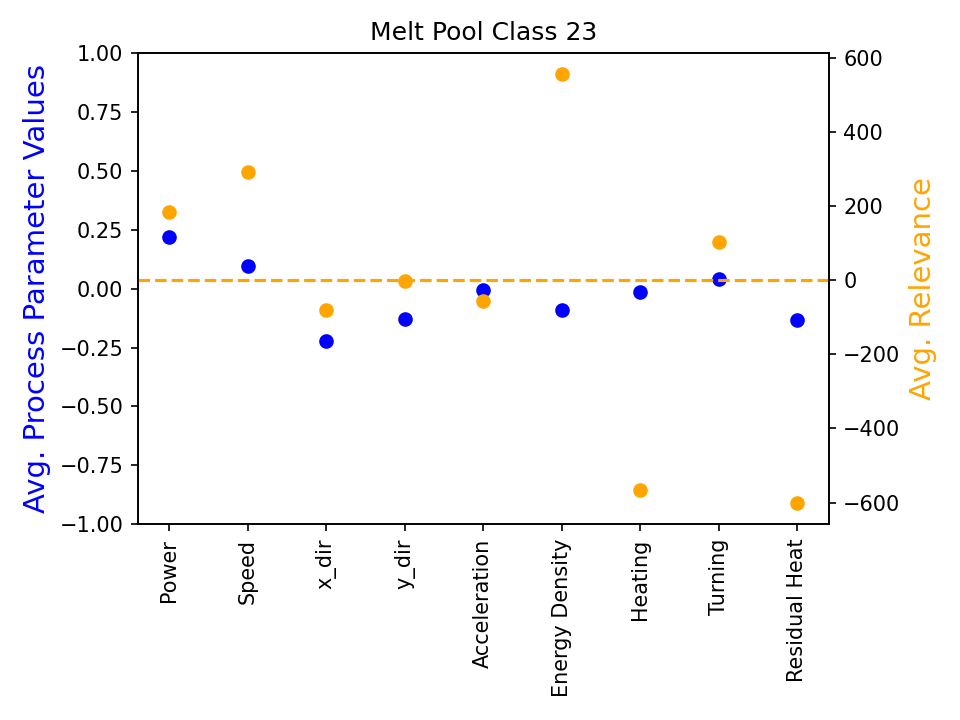 Melt Pool Class 23
Avg. Process Parameter Values
1.00
0.75
0.50
0.25
0.00
−0.25
−0.50
−0.75
−1.00
600
400
200
0
−200
−400
−600
Avg. Relevance
Power
Speed
x_dir
y_dir
Acceleration
Energy Density
Heating
Turning
Residual Heat